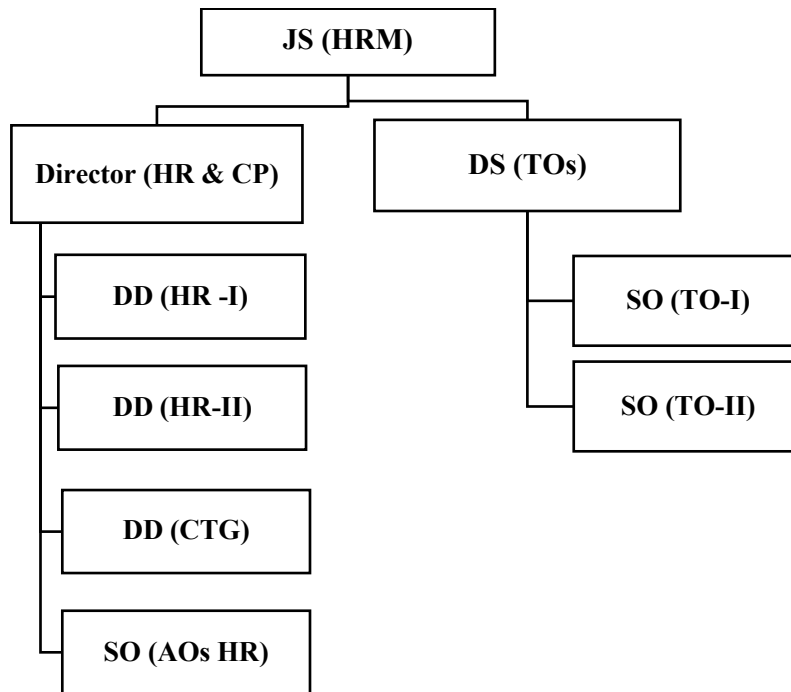 JS (HRM)
Director (HR & CP)
DS (TOs)
DD (HR -I)
DD (HR-II)
DD (CTG)
SO (AOs HR)
SO (TO-I)
SO (TO-II)